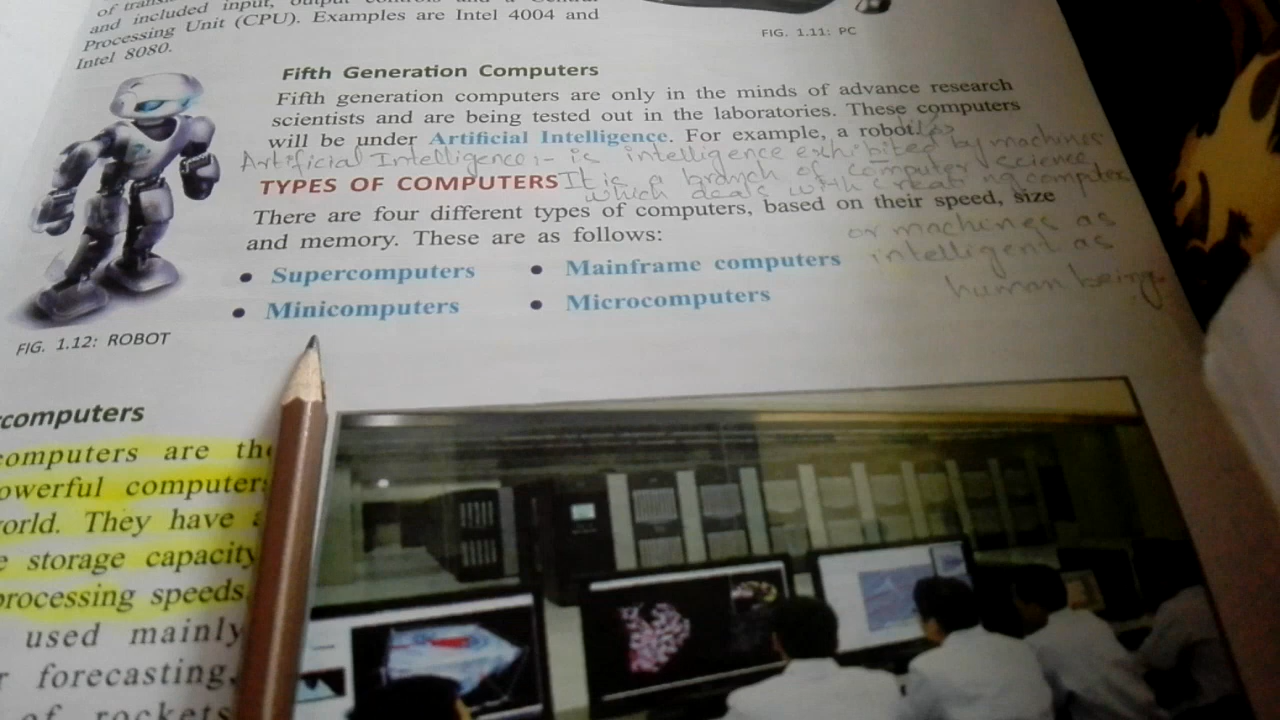 of
and included input, output controls and a Central
Processing Unit (CPU). Examples are Intel 4004 and
Intel 8080.
FIG. 1.11: PC
Fifth Generation Computers
Fifth generation computers are only in the minds of advance research
scientists and are being tested out in the laboratories. These computers
will be under Artificial Intelligence. For example, a robot.
Artificial Intelligence:- is intelligence exhibited by machines
TYPES OF COMPUTERS It is a branch of computer science
which deals with creating computer
There are four different types of computers, based on their speed, size
and memory. These are as follows:
or machines as
intelligent as
human being.
• Supercomputers
• Mainframe computers
• Minicomputers
• Microcomputers
FIG. 1.12: ROBOT
computers
computers are the
owerful computers
world. They have a
storage capacity
processing speeds.
used mainly
forecasting,
of rockets